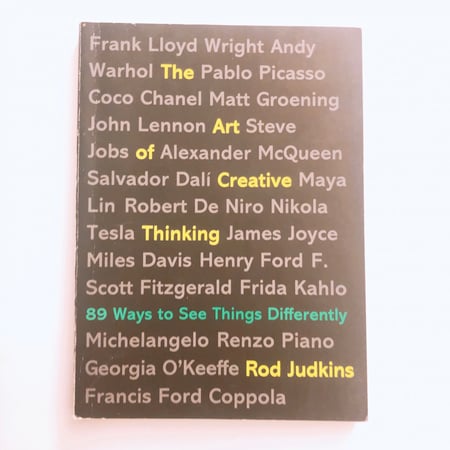 Frank Lloyd Wright Andy
Warhol The Pablo Picasso
Coco Chanel Matt Groening
John Lennon Art Steve
Jobs of Alexander McQueen
Salvador Dalí Creative Maya
Lin Robert De Niro Nikola
Tesla Thinking James Joyce
Miles Davis Henry Ford F.
Scott Fitzgerald Frida Kahlo
89 Ways to See Things Differently
Michelangelo Renzo Piano
Georgia O'Keeffe Rod Judkins
Francis Ford Coppola